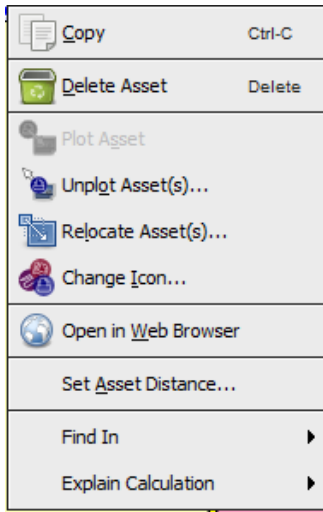 Copy Ctrl-C
Delete Asset Delete
Plot Asset
Unplot Asset(s)...
Relocate Asset(s)...
Change Icon...
Open in Web Browser
Set Asset Distance...
Find In
Explain Calculation